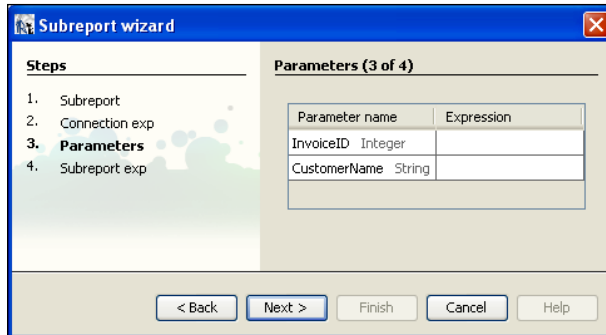 Subreport wizard
Steps
1. Subreport
2. Connection exp
3. Parameters
4. Subreport exp
Parameters (3 of 4)
Parameter name Expression
InvoiceID Integer
CustomerName String
< Back Next > Finish Cancel Help